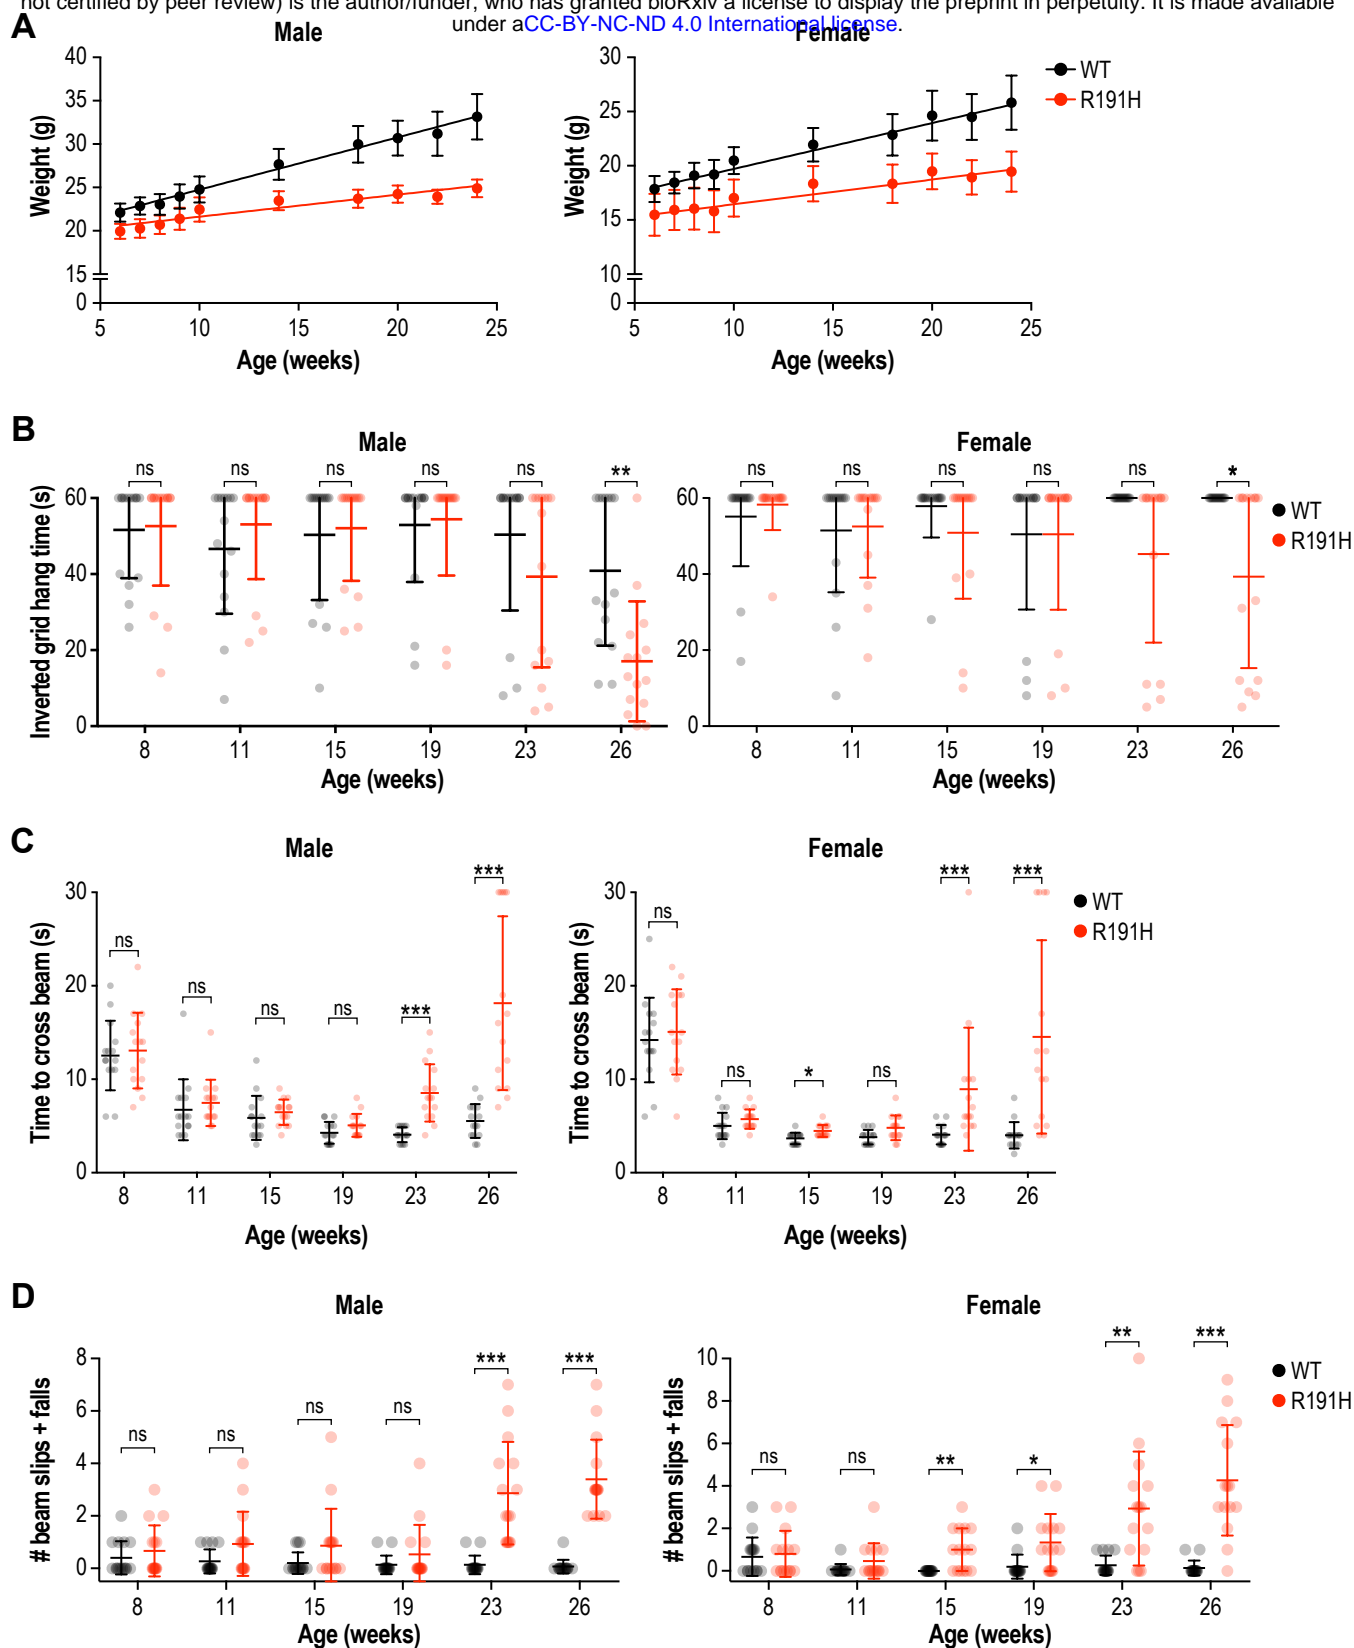 not certified by peer review) is the author/funder, who has granted bioRxiv a license to display the preprint in perpetuity. It is made available
under aCC-BY-NC-ND 4.0 International license.
A
Male
Female
40
35
30
25
20
15
0
Weight (g)
5 10 15 20 25
Age (weeks)
30
25
20
15
10
0
Weight (g)
5 10 15 20 25
Age (weeks)
WT
R191H
B
Male
Female
ns ns ns ns ns **
ns ns ns ns ns *
60
40
20
0
Inverted grid hang time (s)
8 11 15 19 23 26
Age (weeks)
60
40
20
0
8 11 15 19 23 26
Age (weeks)
WT
R191H
C
Male
Female
ns ns ns ns *** ***
30
20
10
0
Time to cross beam (s)
8 11 15 19 23 26
Age (weeks)
ns ns * ns *** ***
30
20
10
0
Time to cross beam (s)
8 11 15 19 23 26
Age (weeks)
WT
R191H
D
Male
Female
ns ns ns ns *** ***
8
6
4
2
0
# beam slips + falls
8 11 15 19 23 26
Age (weeks)
ns ns ** * ** ***
10
8
6
4
2
0
# beam slips + falls
8 11 15 19 23 26
Age (weeks)
WT
R191H